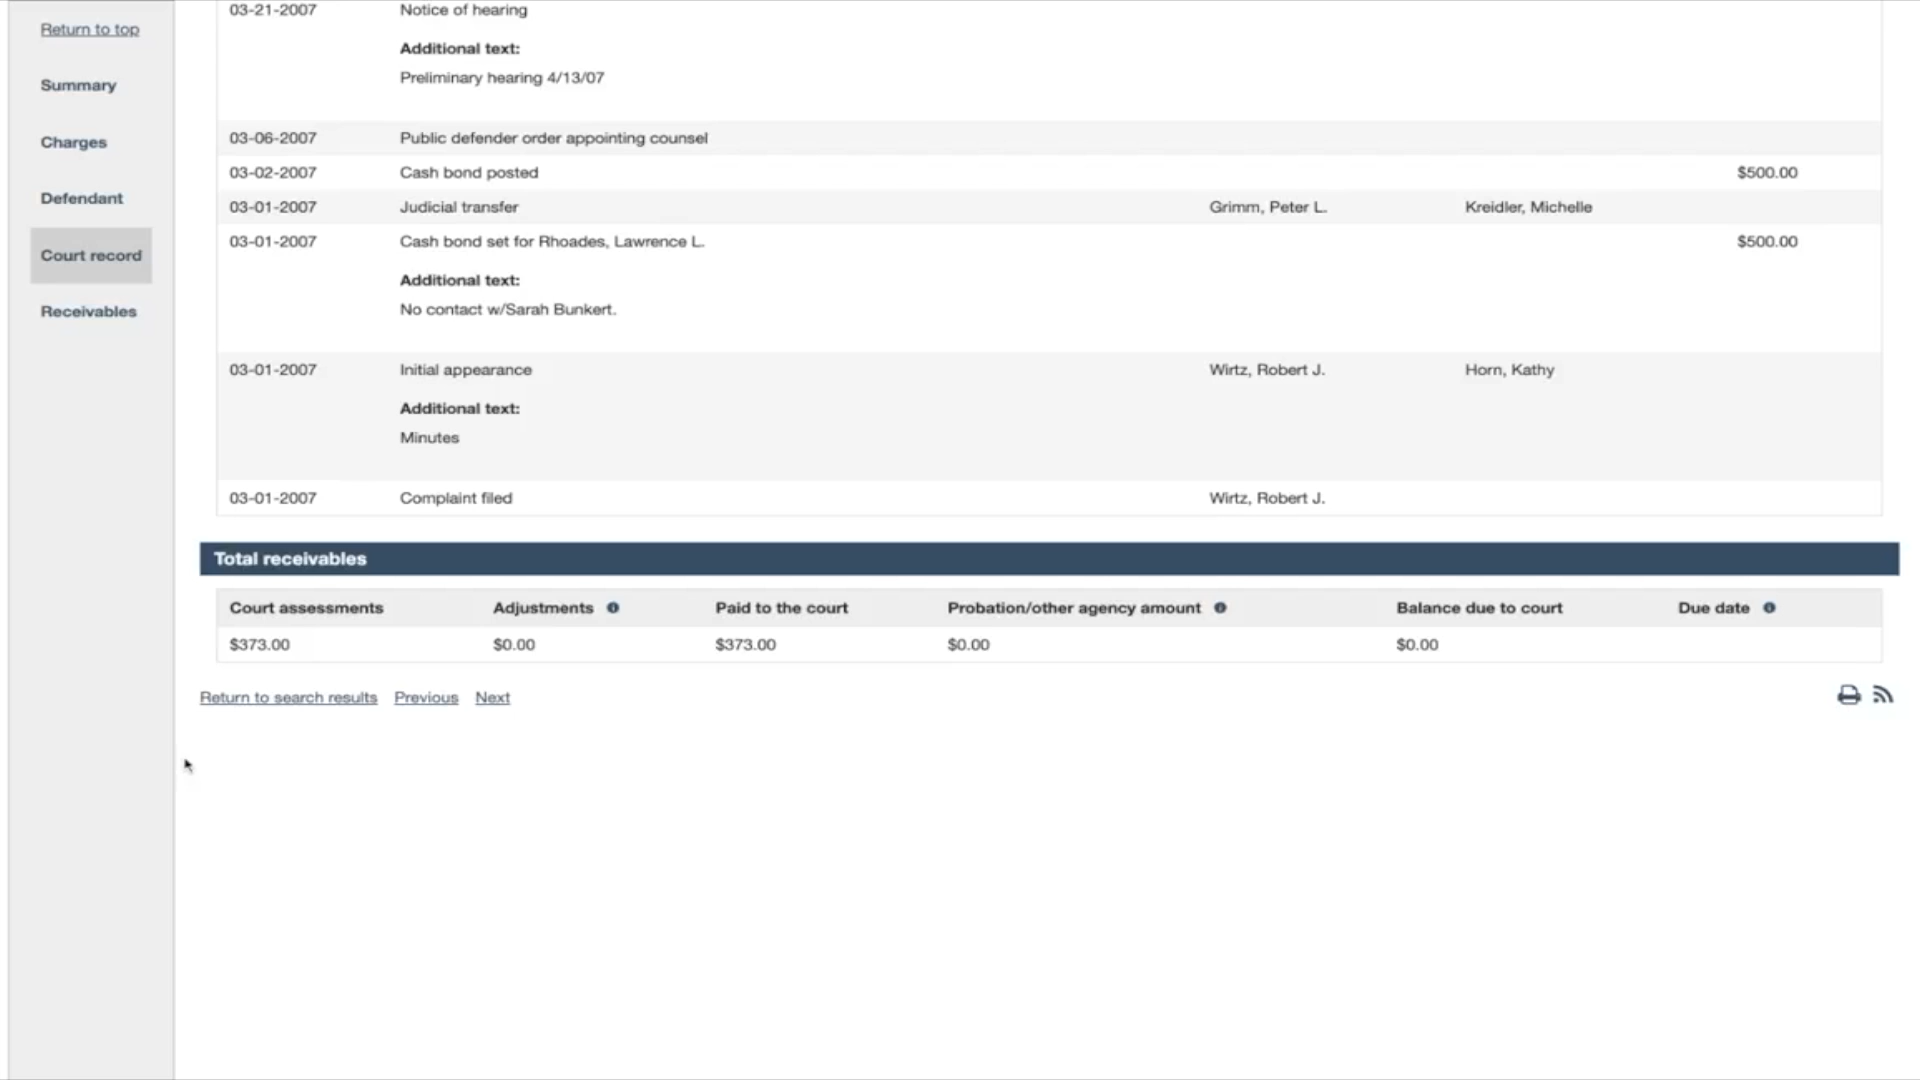 Return to top
Summary
Charges
Defendant
Court record
Receivables
03-21-2007 Notice of hearing
Additional text:
Preliminary hearing 4/13/07
03-06-2007 Public defender order appointing counsel
03-02-2007 Cash bond posted $500.00
03-01-2007 Judicial transfer Grimm, Peter L. Kreidler, Michelle
03-01-2007 Cash bond set for Rhoades, Lawrence L. $500.00
Additional text:
No contact w/Sarah Bunkert.
03-01-2007 Initial appearance Wirtz, Robert J. Horn, Kathy
Additional text:
Minutes
03-01-2007 Complaint filed Wirtz, Robert J.
Total receivables
Court assessments Adjustments Paid to the court Probation/other agency amount Balance due to court Due date
$373.00 $0.00 $373.00 $0.00 $0.00
Return to search results Previous Next